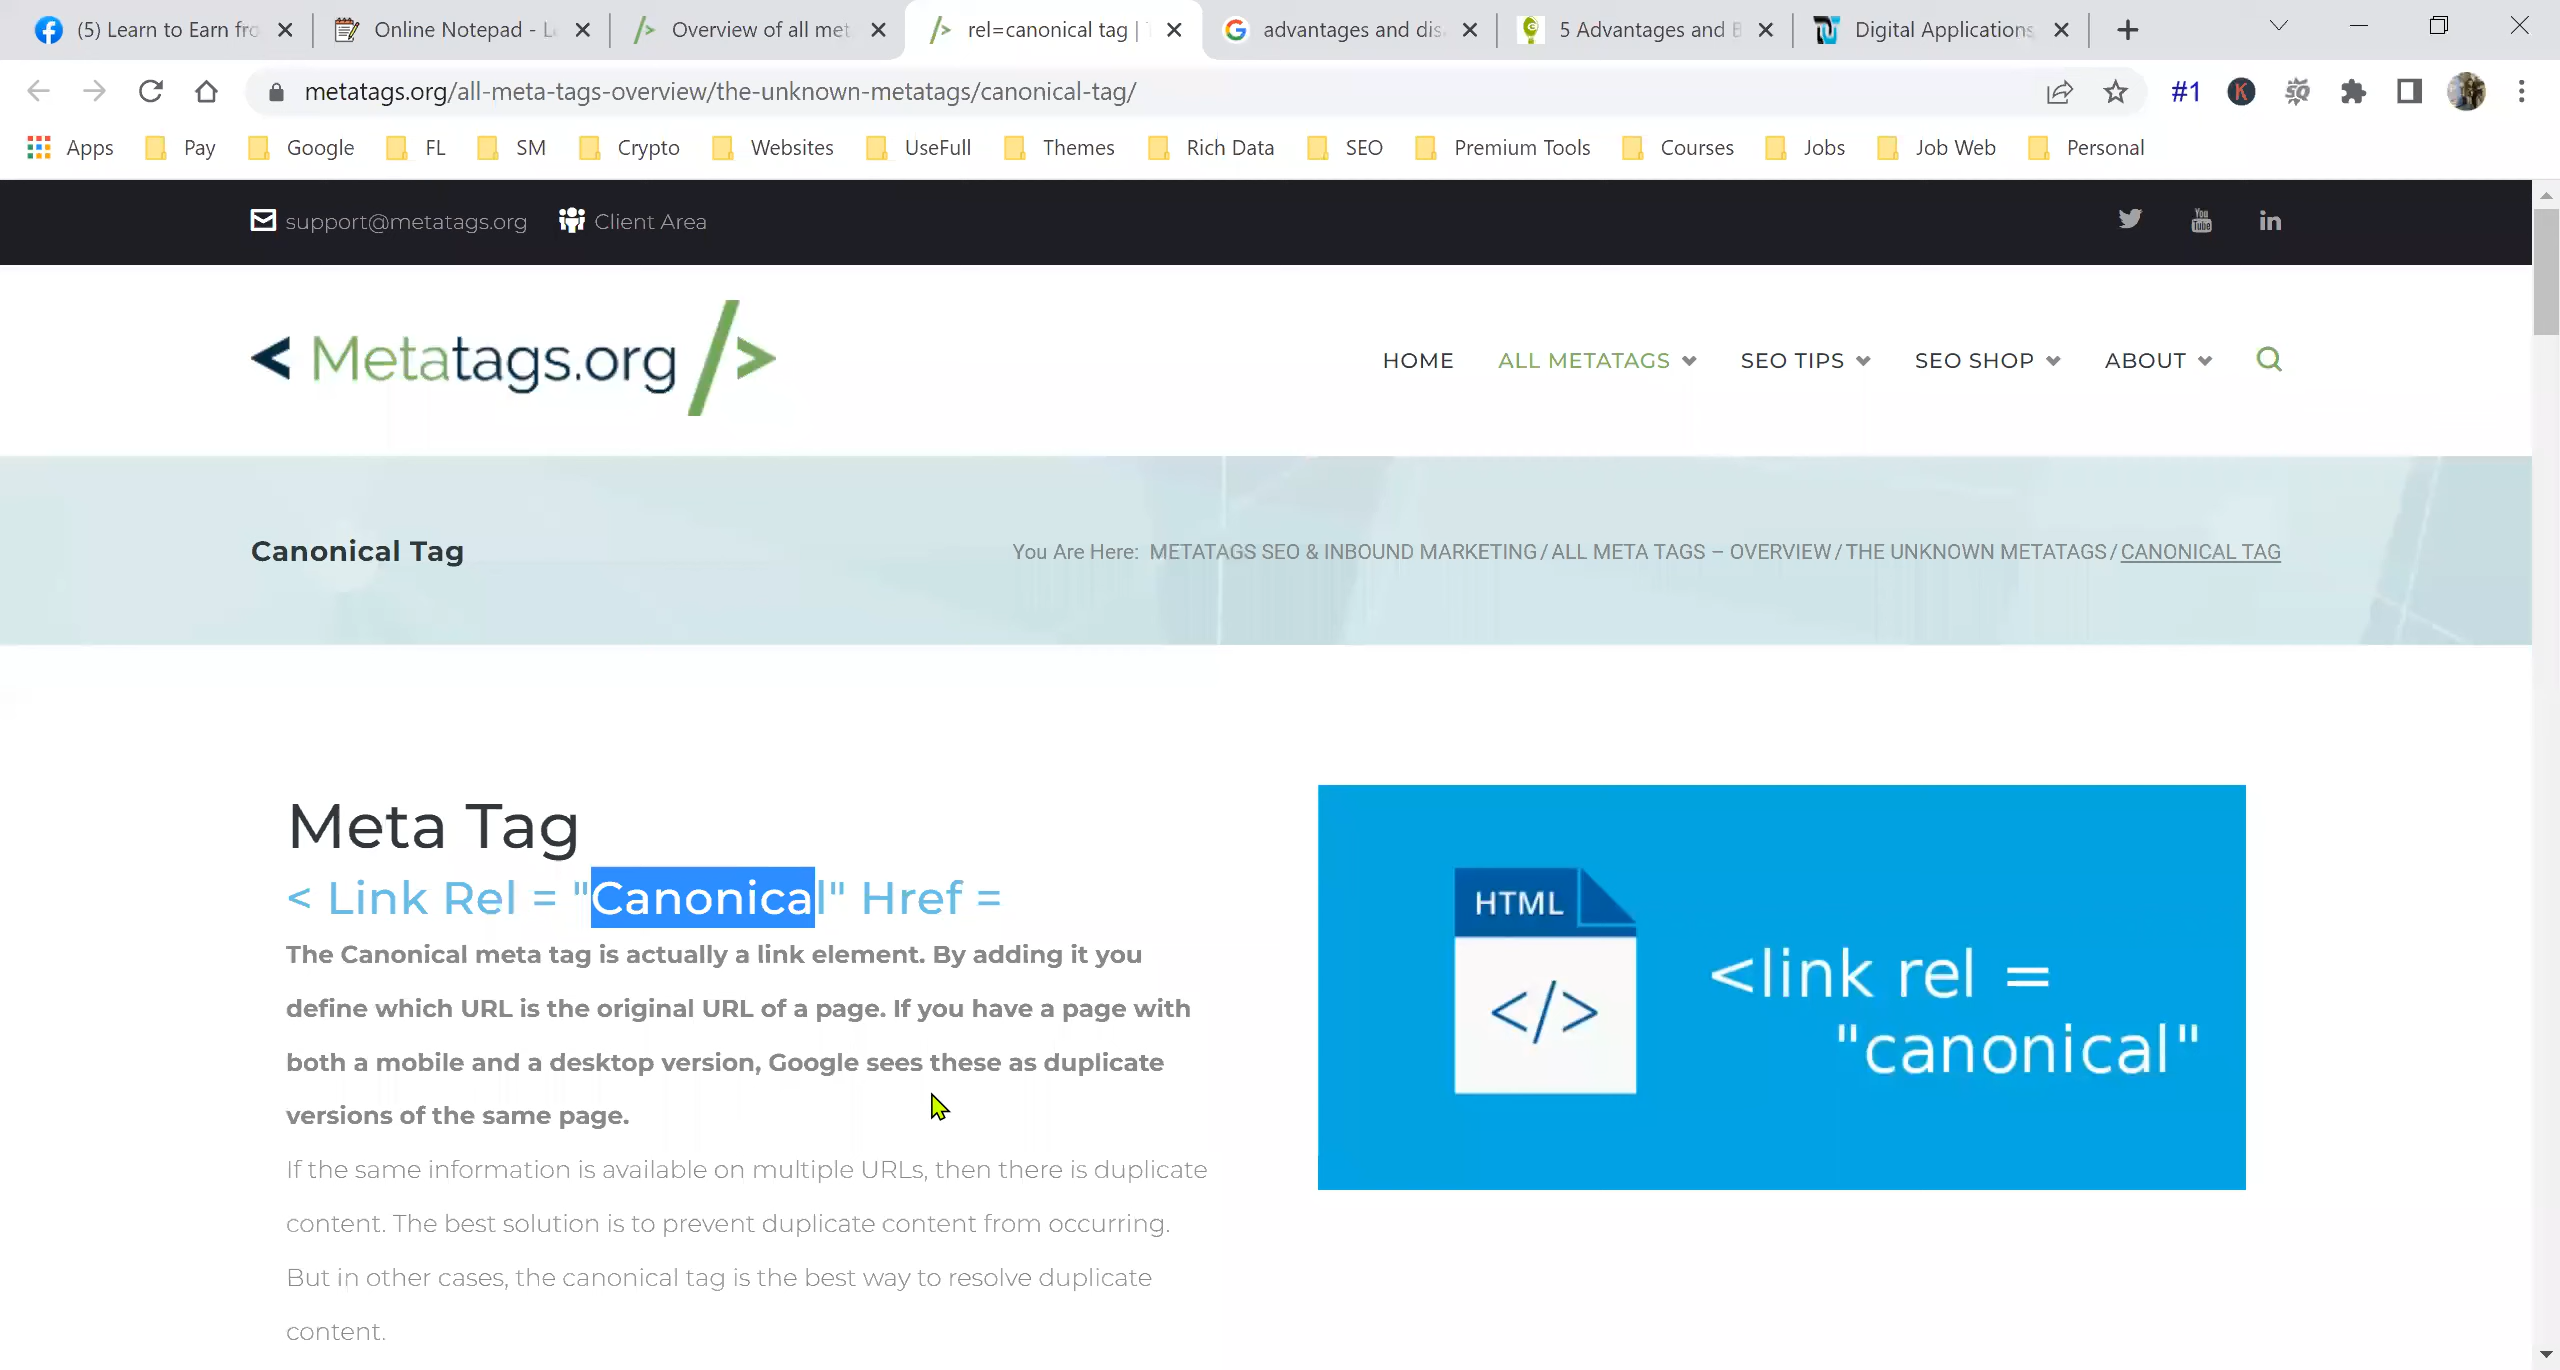 (5) Learn to Earn fro
Online Notepad - L
Overview of all met
rel=canonical tag |
advantages and dis
5 Advantages and B
Digital Applications
metatags.org/all-meta-tags-overview/the-unknown-metatags/canonical-tag/
#1
K
SQ
Apps
Pay
Google
FL
SM
Crypto
Websites
UseFull
Themes
Rich Data
SEO
Premium Tools
Courses
Jobs
Job Web
Personal
support@metatags.org
Client Area
You Tube
in
< Metatags.org />
HOME
ALL METATAGS
SEO TIPS
SEO SHOP
ABOUT
Canonical Tag
You Are Here: METATAGS SEO & INBOUND MARKETING / ALL META TAGS – OVERVIEW / THE UNKNOWN METATAGS / CANONICAL TAG
Meta Tag
< Link Rel = "Canonical" Href =
The Canonical meta tag is actually a link element. By adding it you
define which URL is the original URL of a page. If you have a page with
both a mobile and a desktop version, Google sees these as duplicate
versions of the same page.
If the same information is available on multiple URLs, then there is duplicate
content. The best solution is to prevent duplicate content from occurring.
But in other cases, the canonical tag is the best way to resolve duplicate
content.
HTML
</>
<link rel =
"canonical"